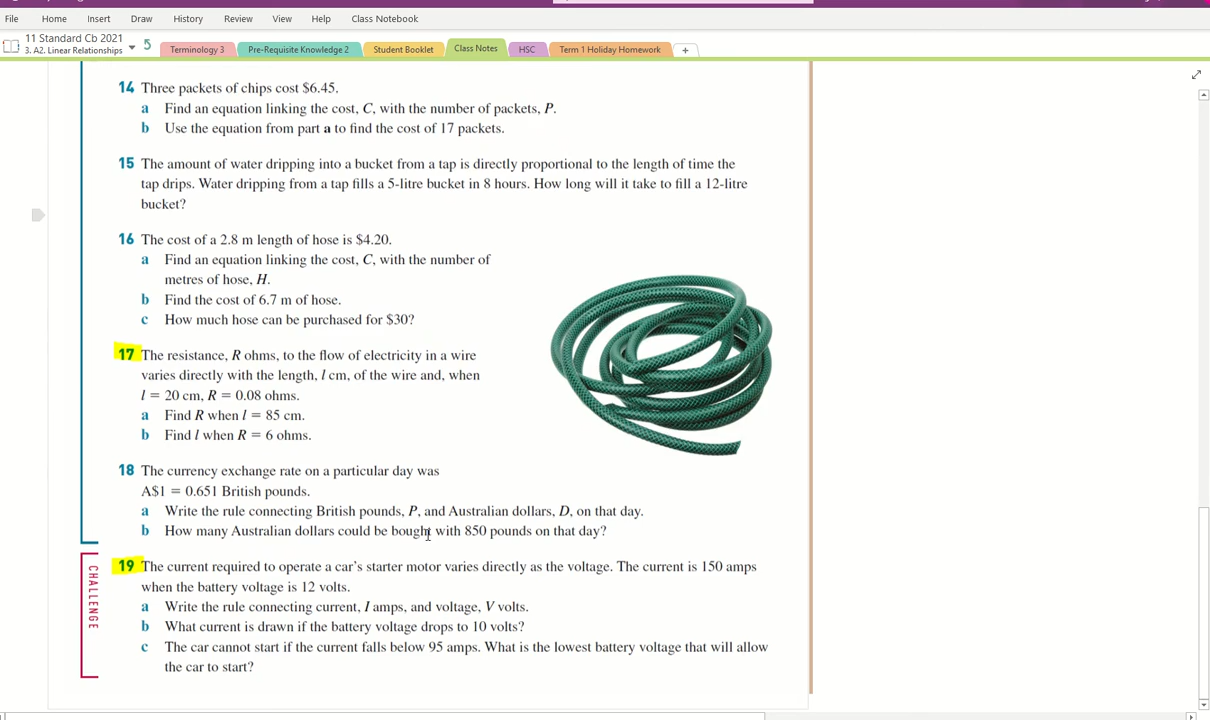 File Home Insert Draw History Review View Help Class Notebook
11 Standard Cb 2021
3. A2. Linear Relationships 5 Terminology 3 Pre-Requisite Knowledge 2 Student Booklet Class Notes HSC Term 1 Holiday Homework +
14 Three packets of chips cost $6.45.
a Find an equation linking the cost, C, with the number of packets, P.
b Use the equation from part a to find the cost of 17 packets.
15 The amount of water dripping into a bucket from a tap is directly proportional to the length of time the
tap drips. Water dripping from a tap fills a 5-litre bucket in 8 hours. How long will it take to fill a 12-litre
bucket?
16 The cost of a 2.8 m length of hose is $4.20.
a Find an equation linking the cost, C, with the number of
metres of hose, H.
b Find the cost of 6.7 m of hose.
c How much hose can be purchased for $30?
17 The resistance, R ohms, to the flow of electricity in a wire
varies directly with the length, l cm, of the wire and, when
l = 20 cm, R = 0.08 ohms.
a Find R when l = 85 cm.
b Find l when R = 6 ohms.
18 The currency exchange rate on a particular day was
A$1 = 0.651 British pounds.
a Write the rule connecting British pounds, P, and Australian dollars, D, on that day.
b How many Australian dollars could be bought with 850 pounds on that day?
CHALLENGE
19 The current required to operate a car's starter motor varies directly as the voltage. The current is 150 amps
when the battery voltage is 12 volts.
a Write the rule connecting current, I amps, and voltage, V volts.
b What current is drawn if the battery voltage drops to 10 volts?
c The car cannot start if the current falls below 95 amps. What is the lowest battery voltage that will allow
the car to start?